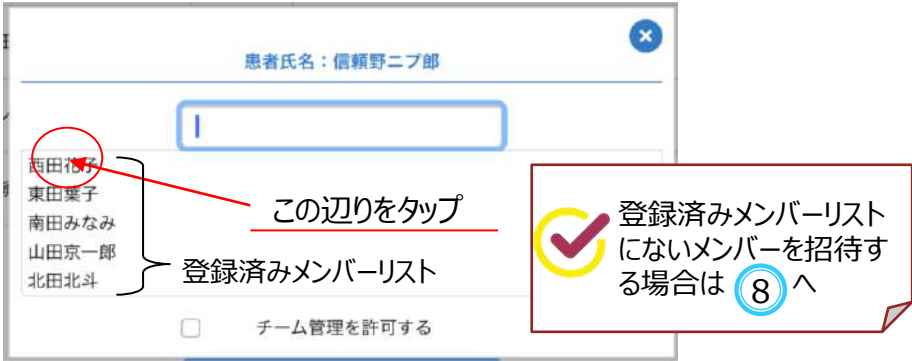 患者氏名：信頼野ニブ郎
西田花子
東田葉子
南田みなみ
山田京一郎
北田北斗
この辺りをタップ
登録済みメンバーリスト
チーム管理を許可する
登録済みメンバーリスト
にないメンバーを招待す
る場合は 8 へ